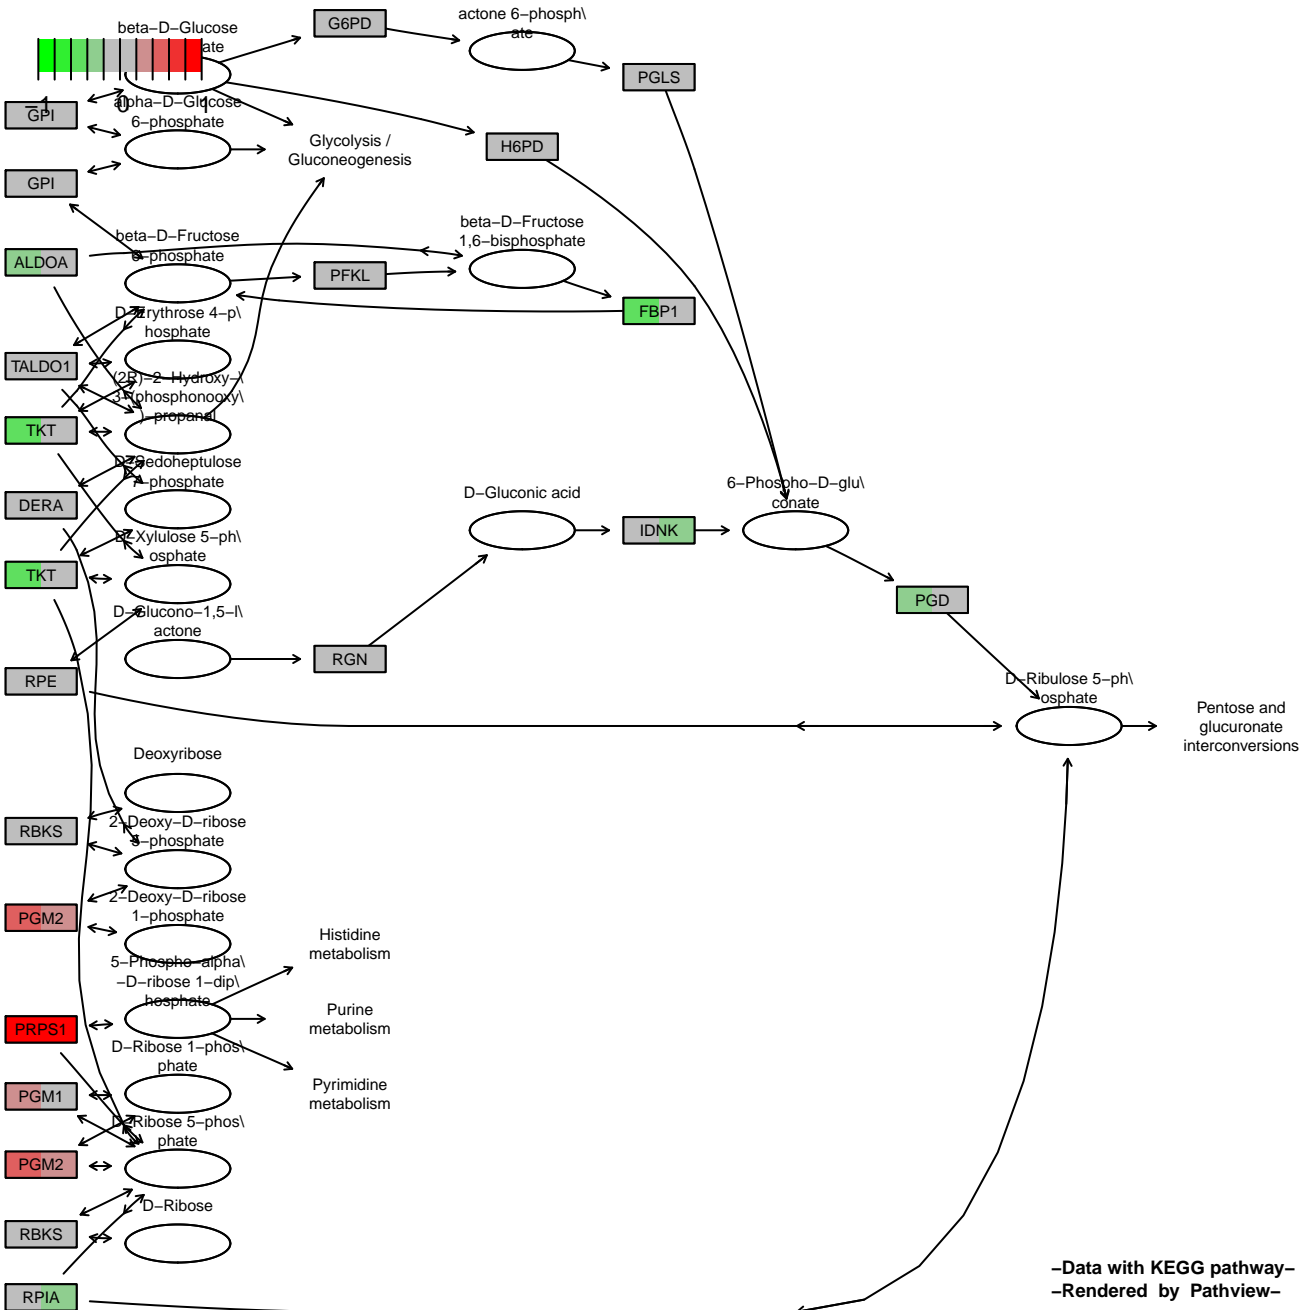 beta−D−Glucose
ate
−1
0
1
G6PD
actone 6−phosph\
ate
PGLS
GPI
alpha−D−Glucose
6−phosphate
Glycolysis /
Gluconeogenesis
H6PD
GPI
beta−D−Fructose
6−phosphate
beta−D−Fructose
1,6−bisphosphate
ALDOA
PFKL
FBP1
D−Erythrose 4−p\
hosphate
TALDO1
(2R)−2−Hydroxy−\
3−(phosphonooxy\
)−propanal
TKT
D−Sedoheptulose
7−phosphate
DERA
D−Gluconic acid
6−Phospho−D−glu\
conate
IDNK
D−Xylulose 5−ph\
osphate
TKT
PGD
D−Glucono−1,5−l\
actone
RGN
RPE
D−Ribulose 5−ph\
osphate
Pentose and
glucuronate
interconversions
Deoxyribose
RBKS
2−Deoxy−D−ribose
5−phosphate
2−Deoxy−D−ribose
1−phosphate
PGM2
Histidine
metabolism
5−Phospho−alpha\
−D−ribose 1−dip\
hosphate
PRPS1
Purine
metabolism
D−Ribose 1−phos\
phate
PGM1
Pyrimidine
metabolism
D−Ribose 5−phos\
phate
PGM2
D−Ribose
RBKS
RPIA
−Data with KEGG pathway−
−Rendered by Pathview−